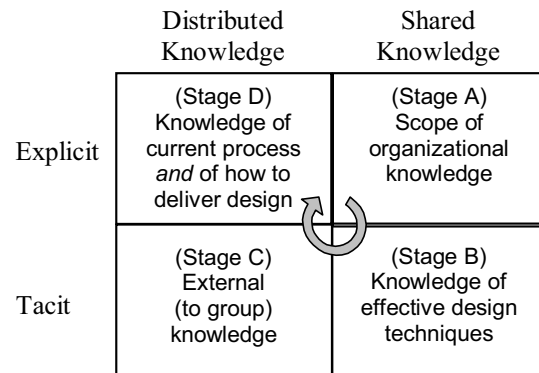 Distributed
Knowledge
Shared
Knowledge
Explicit
(Stage D)
Knowledge of
current process
and of how to
deliver design
(Stage A)
Scope of
organizational
knowledge
Tacit
(Stage C)
External
(to group)
knowledge
(Stage B)
Knowledge of
effective design
techniques